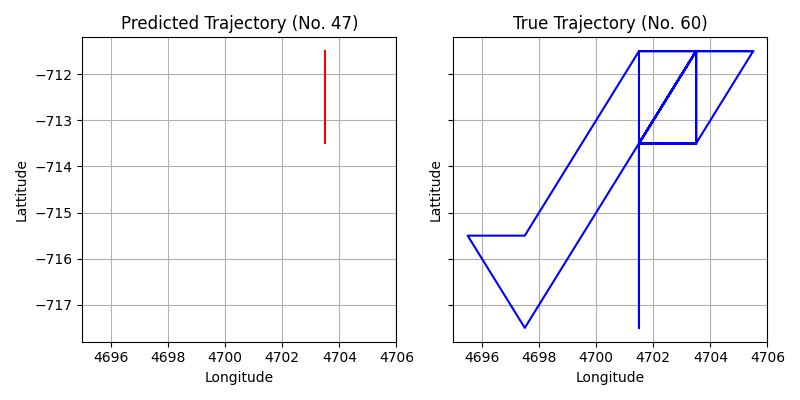 Predicted Trajectory (No. 47)
True Trajectory (No. 60)
Lattitude
−712
−713
−714
−715
−716
−717
4696 4698 4700 4702 4704 4706
Longitude
Lattitude
4696 4698 4700 4702 4704 4706
Longitude